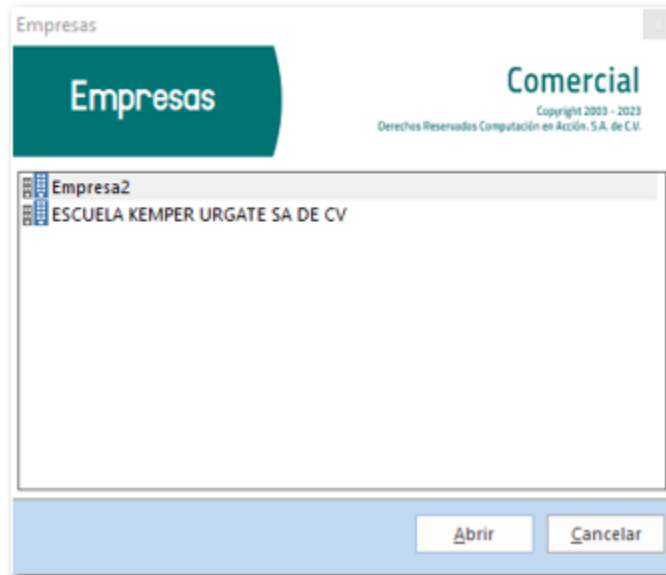 Empresas
Empresas
Comercial
Copyright 2003 - 2023
Derechos Reservados Computación en Acción, S.A. de C.V.
Empresa2
ESCUELA KEMPER URGATE SA DE CV
Abrir
Cancelar